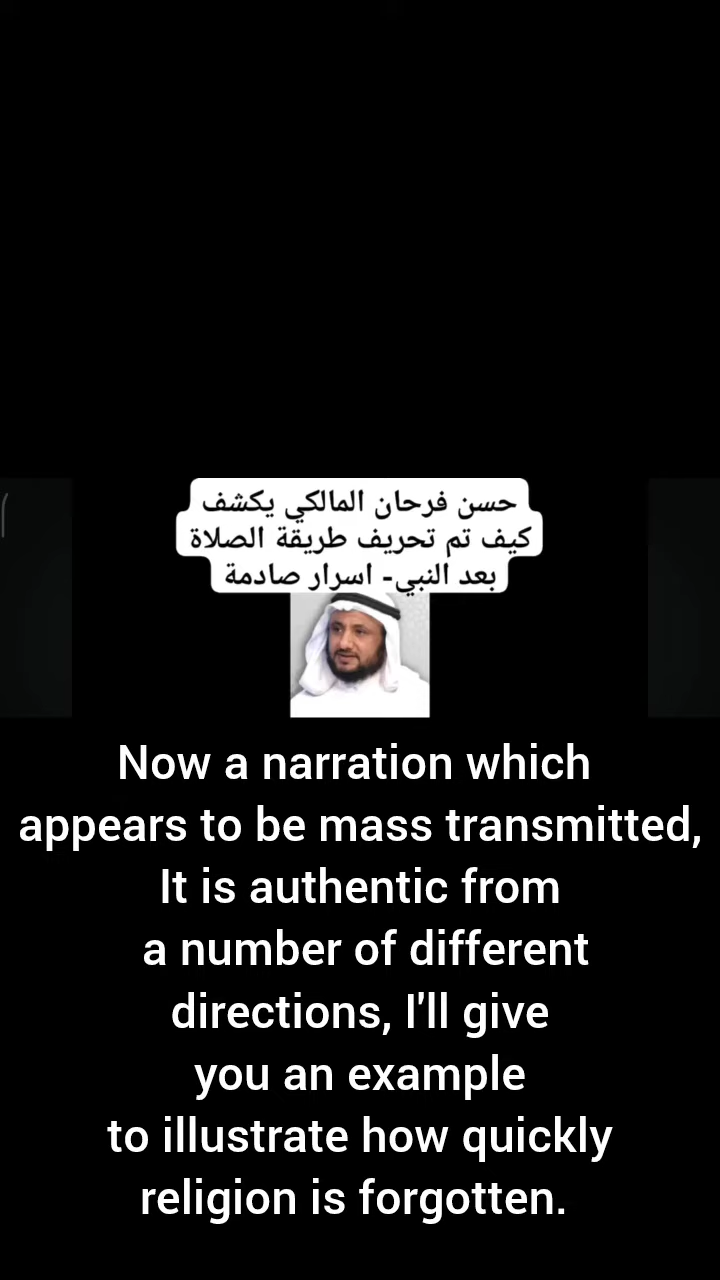 حسن فرحان المالكي يكشف
كيف تم تحريف طريقة الصلاة
بعد النبي- اسرار صادمة
Now a narration which
appears to be mass transmitted,
It is authentic from
a number of different
directions, I'll give
you an example
to illustrate how quickly
religion is forgotten.